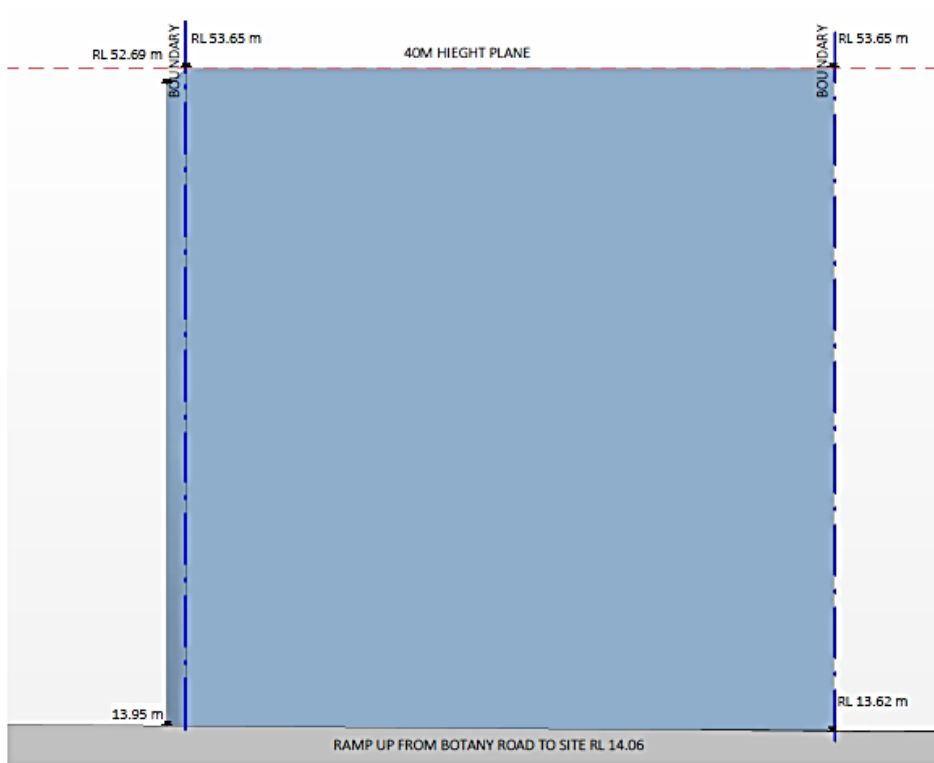 BOUNDARY
RL 53.65 m
RL 52.69 m
40M HIEGHT PLANE
BOUNDARY
RL 53.65 m
13.95 m
RL 13.62 m
RAMP UP FROM BOTANY ROAD TO SITE RL 14.06